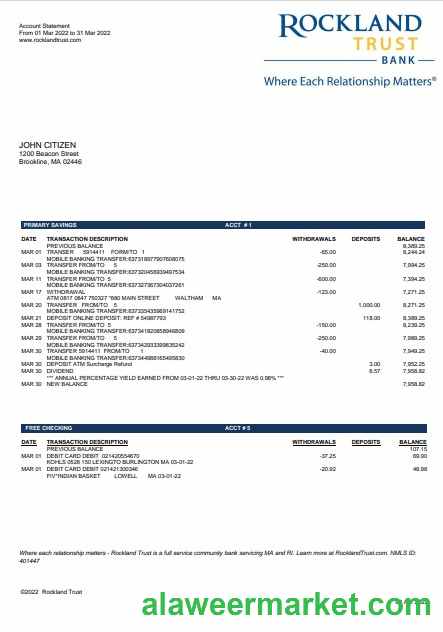 Account Statement
From 01 Mar 2022 to 31 Mar 2022
www.rocklandtrust.com
ROCKLAND
TRUST
BANK
Where Each Relationship Matters®
JOHN CITIZEN
1200 Beacon Street
Brookline, MA 02446
PRIMARY SAVINGS ACCT # 1
DATE TRANSACTION DESCRIPTION WITHDRAWALS DEPOSITS BALANCE
PREVIOUS BALANCE 8,389.25
MAR 01 TRANSER 5914411 FORM/TO 1 -65.00 8,244.24
MOBILE BANKING TRANSFER:637318977907608075
MAR 03 TRANSFER FROM/TO 5 -250.00 7,994.25
MOBILE BANKING TRANSFER:637320456939497534
MAR 11 TRANSFER FROM/TO 5 -600.00 7,394.25
MOBILE BANKING TRANSFER:637327367304037261
MAR 17 WITHDRAWAL -123.00 7,271.25
ATM 0817 0847 750327 *880 MAIN STREET WALTHAM MA
MAR 20 TRANSFER FROM/TO 5 1,000.00 8,271.25
MOBILE BANKING TRANSFER:637335435969141752
MAR 21 DEPOSIT ONLINE DEPOSIT: REF # 54987793 118.00 8,389.25
MAR 28 TRANSFER FROM/TO 5 -150.00 8,239.25
MOBILE BANKING TRANSFER:637341920858946809
MAR 29 TRANSFER FROM/TO 5 -250.00 7,989.25
MOBILE BANKING TRANSFER:637342933399835242
MAR 30 TRANSFER 5914411 FROM/TO 1 -40.00 7,949.25
MOBILE BANKING TRANSFER:637344989165495630
MAR 30 DEPOSIT ATM Surcharge Refund 3.00 7,952.25
MAR 30 DIVIDEND 6.57 7,958.82
*** ANNUAL PERCENTAGE YIELD EARNED FROM 03-01-22 THRU 03-30-22 WAS 0.98% ***
MAR 30 NEW BALANCE 7,958.82
FREE CHECKING ACCT # 5
DATE TRANSACTION DESCRIPTION WITHDRAWALS DEPOSITS BALANCE
PREVIOUS BALANCE 107.15
MAR 01 DEBIT CARD DEBIT 021420554670 -37.25 69.90
KOHLS 0528 150 LEXINGTO BURLINGTON MA 03-01-22
MAR 01 DEBIT CARD DEBIT 021421300346 -20.92 48.98
PIV*INDIAN BASKET LOWELL MA 03-01-22
Where each relationship matters - Rockland Trust is a full service community bank servicing MA and RI. Learn more at RocklandTrust.com. NMLS ID:
401447
©2022 Rockland Trust
alaweermarket.com